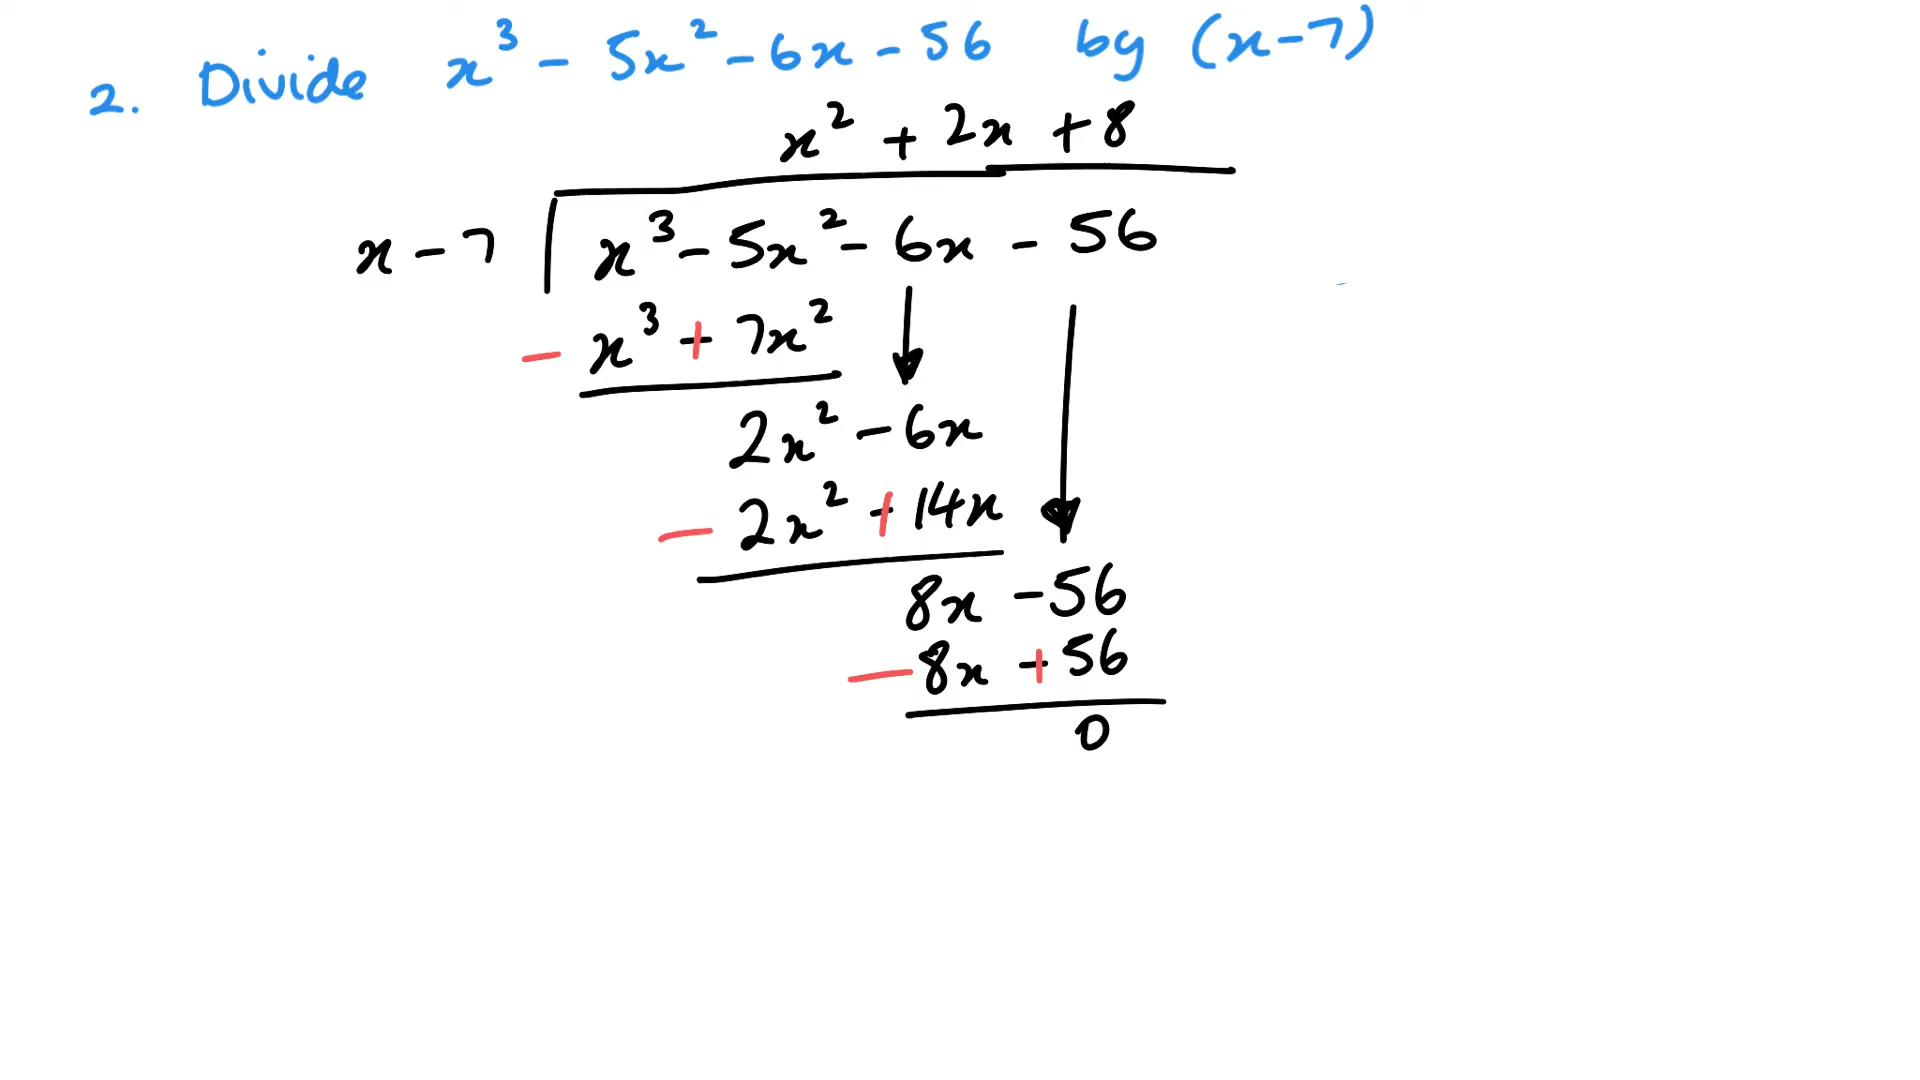 2. Divide x³ - 5x² - 6x - 56 by (x-7)
x² + 2x + 8
x - 7 x³ - 5x² - 6x - 56
- x³ + 7x²
2x² - 6x
- 2x² + 14x
8x - 56
- 8x + 56
0